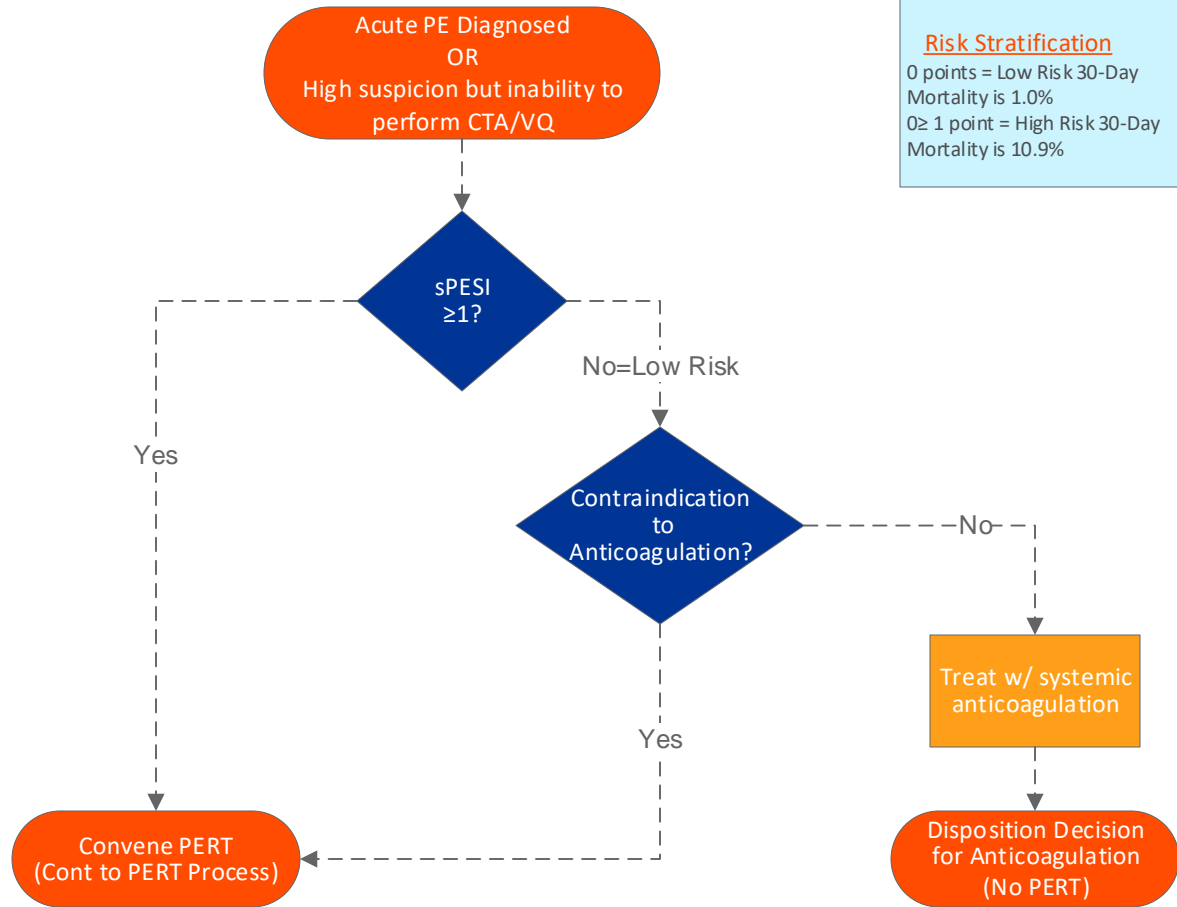 Acute PE Diagnosed
OR
High suspicion but inability to
perform CTA/VQ
Risk Stratification
0 points = Low Risk 30-Day
Mortality is 1.0%
0≥ 1 point = High Risk 30-Day
Mortality is 10.9%
sPESI
≥1?
No=Low Risk
Yes
Contraindication
to
Anticoagulation?
No
Treat w/ systemic
anticoagulation
Yes
Convene PERT
(Cont to PERT Process)
Disposition Decision
for Anticoagulation
(No PERT)